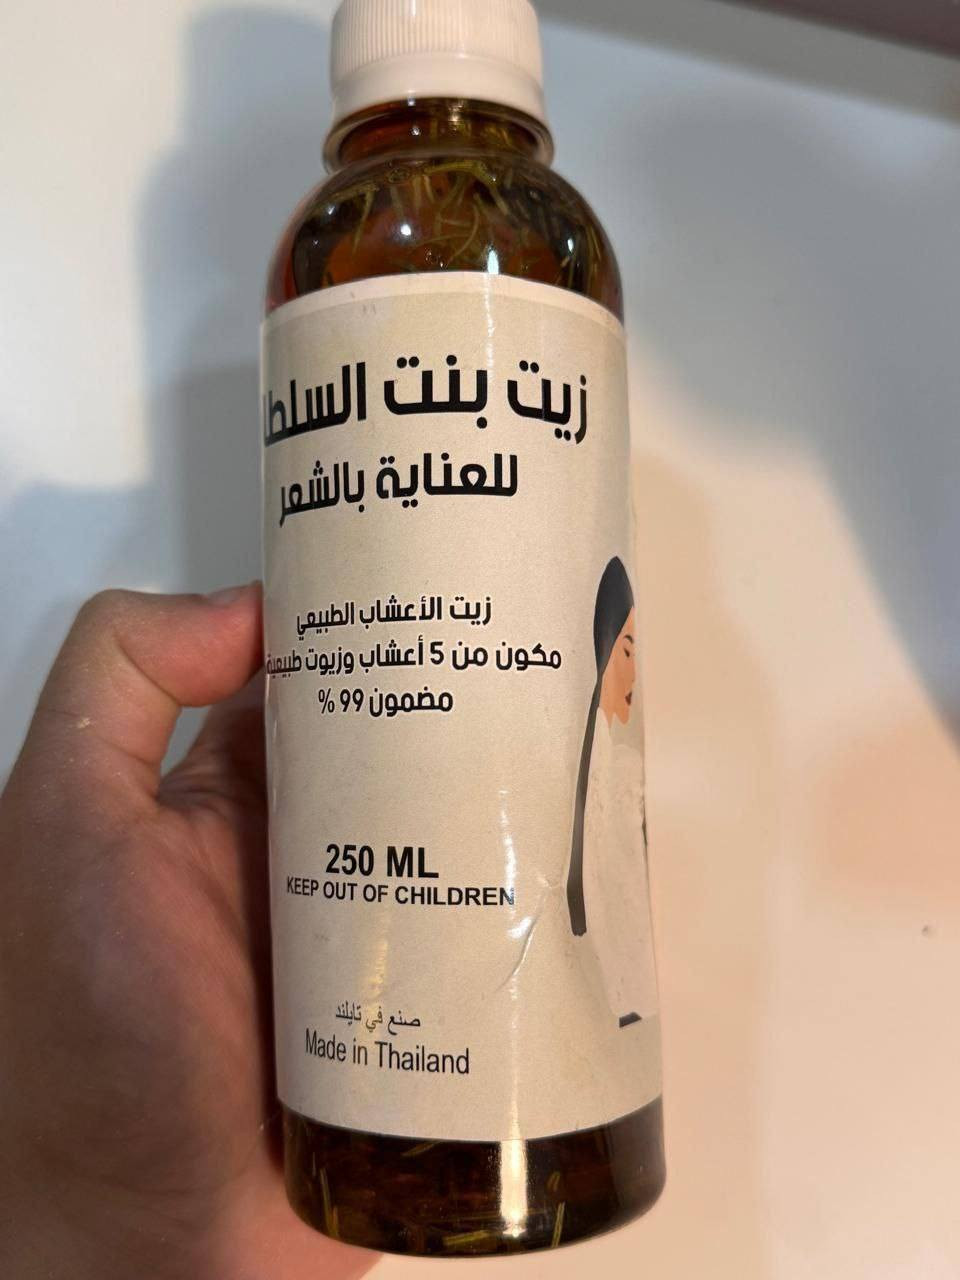 زيت بنت
للعناية بالشعر
زيت الأعشاب الطبيعي
مكون من 5 أعشاب وزيوت طبيعية
مضمون 99 %
250 ML
KEEP OUT OF CHILDREN
صنع في تايلند
Made in Thailand